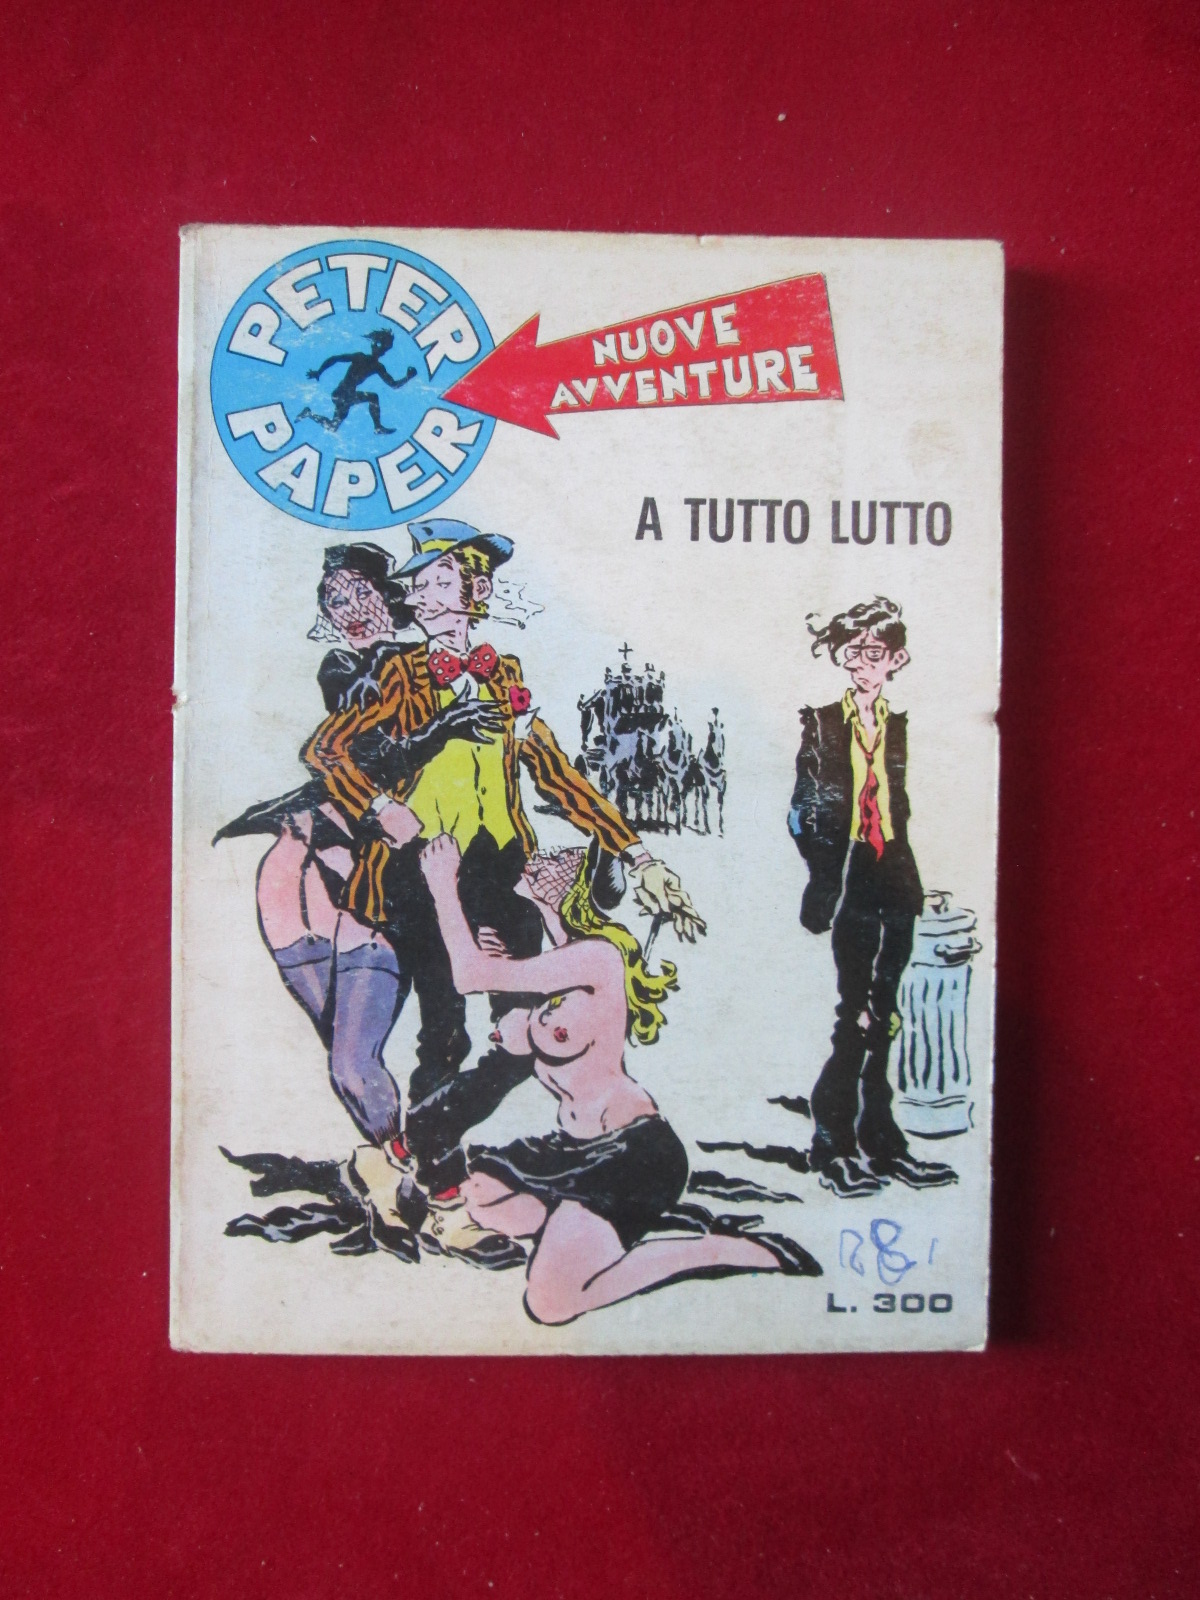 PETER
PAPER
NUOVE
AVVENTURE
A TUTTO LUTTO
L. 300